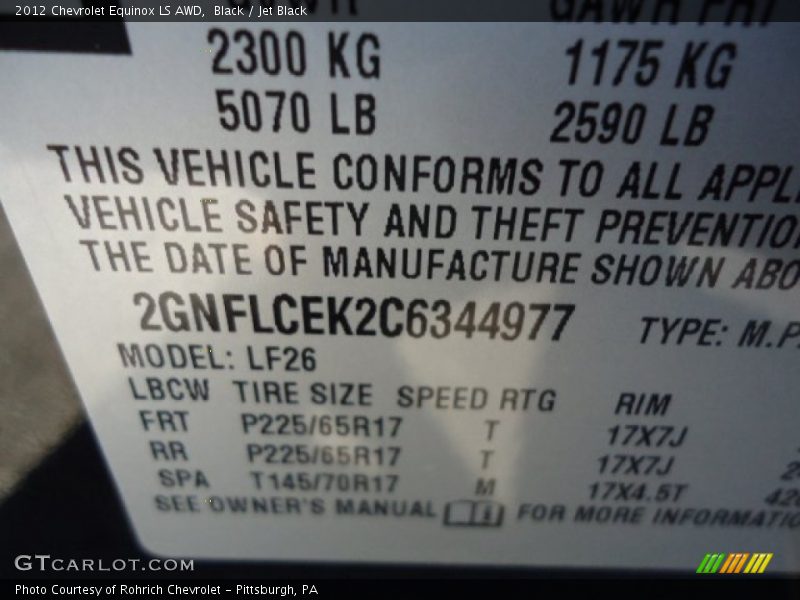 2012 Chevrolet Equinox LS AWD,  Black / Jet Black
GAWR FRT
2300 KG 1175 KG
5070 LB 2590 LB
THIS VEHICLE CONFORMS TO ALL APPL
VEHICLE SAFETY AND THEFT PREVENTIO
THE DATE OF MANUFACTURE SHOWN ABO
2GNFLCEK2C6344977 TYPE: M.P.
MODEL: LF26
LBCW TIRE SIZE SPEED RTG RIM
FRT P225/65R17 T 17X7J
RR P225/65R17 T 17X7J
SPA T145/70R17 M 17X4.5T 420
SEE OWNER'S MANUAL FOR MORE INFORMATIO
GTCARLOT.COM
Photo Courtesy of Rohrich Chevrolet - Pittsburgh, PA